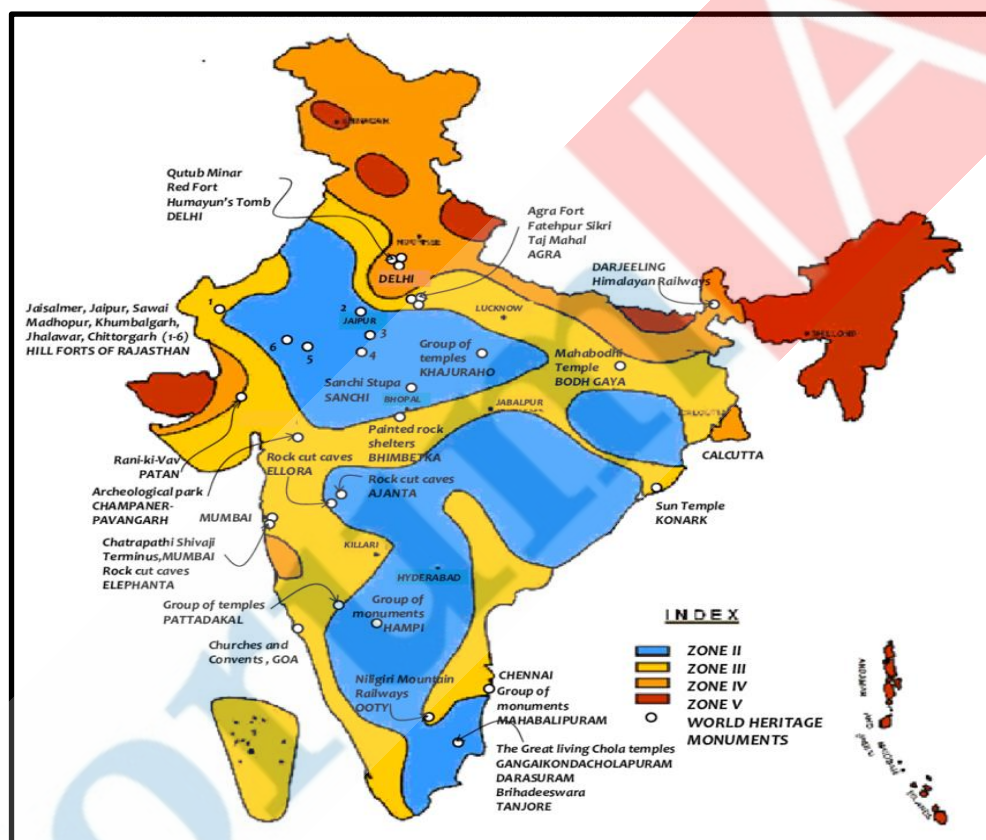 Qutub Minar
Red Fort
Humayun's Tomb
DELHI
Agra Fort
Fatehpur Sikri
Taj Mahal
AGRA
DELHI
DARJEELING
Himalayan Railways
Jaisalmer, Jaipur, Sawai
Madhopur, Khumbalgarh,
Jhalawar, Chittorgarh (1-6)
HILL FORTS OF RAJASTHAN
1
2
JAIPUR
3
4
5
6
LUCKNOW
SHILLONG
Group of
temples
KHAJURAHO
Mahabodhi
Temple
BODH GAYA
Sanchi Stupa
SANCHI
BHOPAL
JABALPUR
Painted rock
shelters
BHIMBETKA
CALCUTTA
Rani-ki-Vav
PATAN
Rock cut caves
ELLORA
Rock cut caves
AJANTA
Archeological park
CHAMPANER-
PAVANGARH
MUMBAI
Sun Temple
KONARK
Chatrapathi Shivaji
Terminus,MUMBAI
Rock cut caves
ELEPHANTA
KILLARI
HYDERABAD
Group of temples
PATTADAKAL
Group of
monuments
HAMPI
Churches and
Convents , GOA
Niligiri Mountain
Railways
OOTY
CHENNAI
Group of
monuments
MAHABALIPURAM
The Great living Chola temples
GANGAIKONDACHOLAPURAM
DARASURAM
Brihadeeswara
TANJORE
INDEX
ZONE II
ZONE III
ZONE IV
ZONE V
WORLD HERITAGE
MONUMENTS